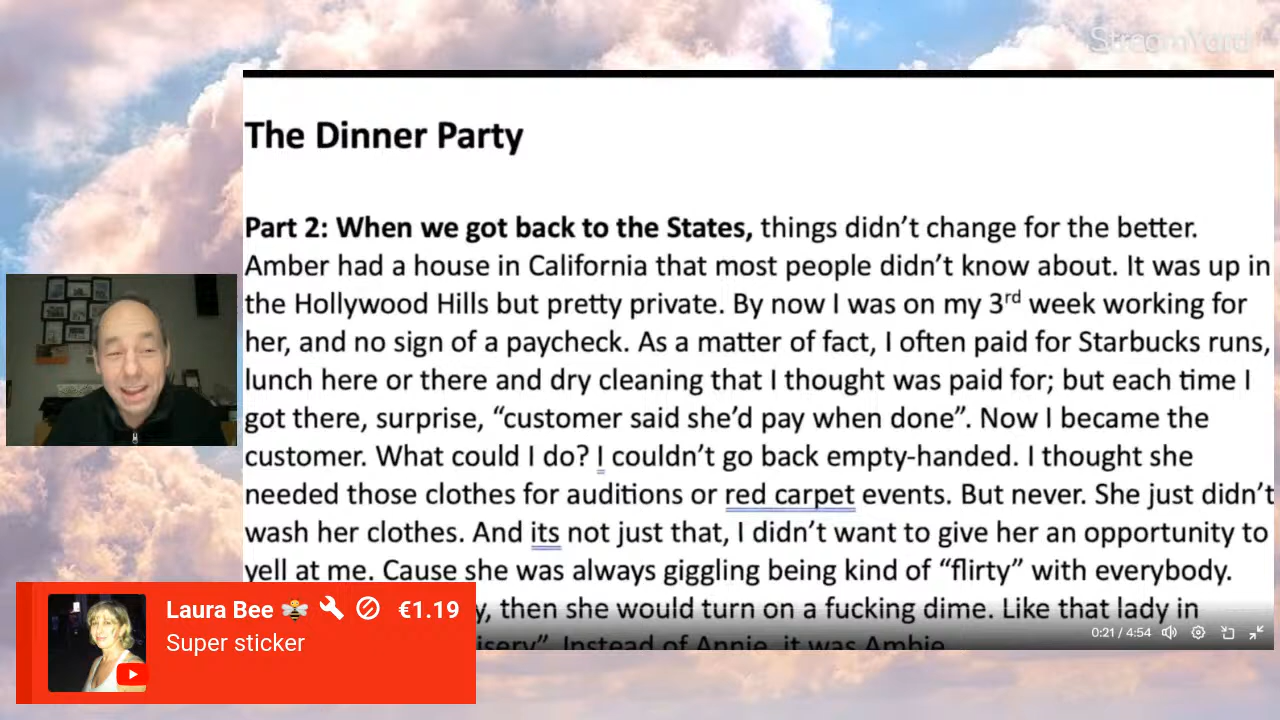 StreamYard
The Dinner Party
Part 2: When we got back to the States, things didn’t change for the better.
Amber had a house in California that most people didn’t know about. It was up in
the Hollywood Hills but pretty private. By now I was on my 3rd week working for
her, and no sign of a paycheck. As a matter of fact, I often paid for Starbucks runs,
lunch here or there and dry cleaning that I thought was paid for; but each time I
got there, surprise, “customer said she’d pay when done”. Now I became the
customer. What could I do? I couldn’t go back empty-handed. I thought she
needed those clothes for auditions or red carpet events. But never. She just didn’t
wash her clothes. And its not just that, I didn’t want to give her an opportunity to
yell at me. Cause she was always giggling being kind of “flirty” with everybody.
then she would turn on a fucking dime. Like that lady in
Instead of Annie, it was Ambie
0:21 / 4:54
Laura Bee €1.19
Super sticker